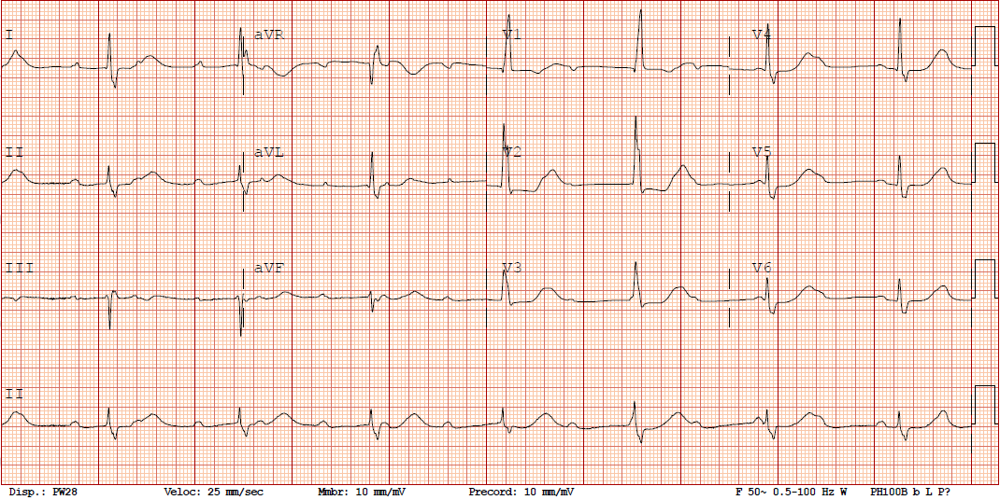 I aVR V1 V4
II aVL V2 V5
III aVF V3 V6
II
Disp.: PW28 Veloc: 25 mm/sec Mmbr: 10 mm/mV Precord: 10 mm/mV F 50~ 0.5-100 Hz W PH100B b L P?